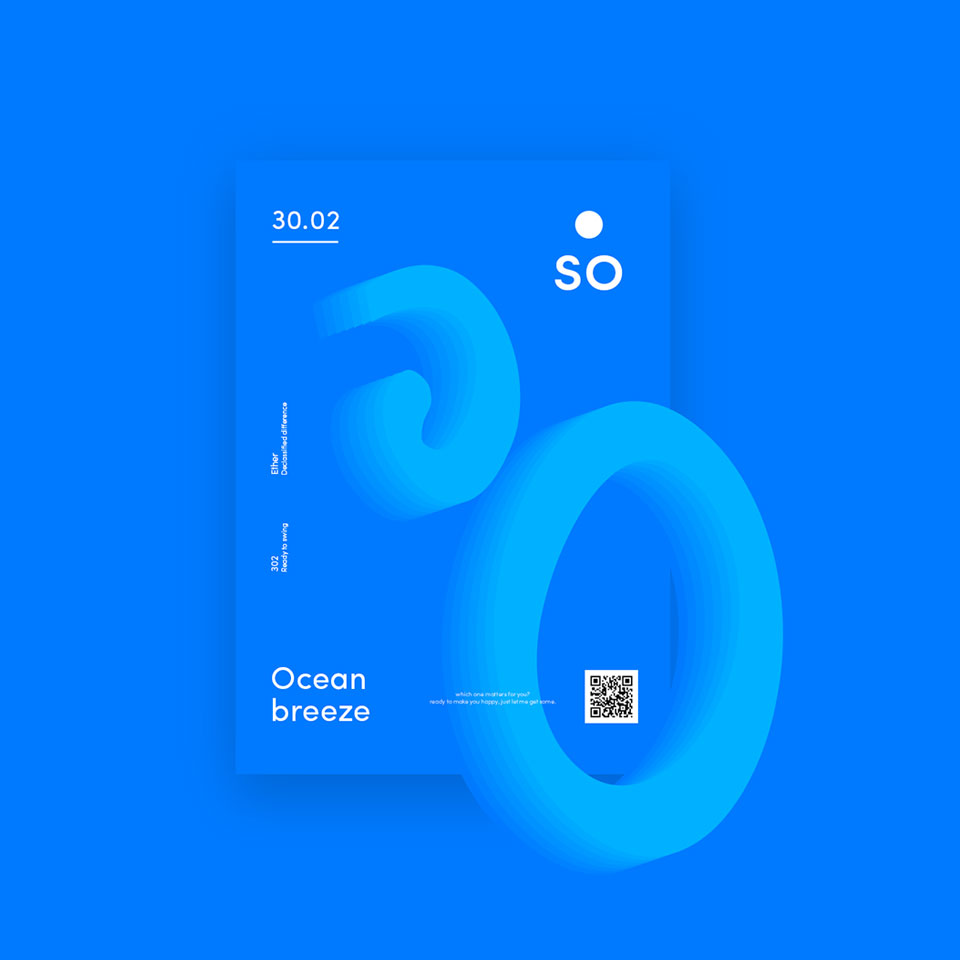 30.02
SO
Ether
Declassified difference
302
Ready to swing
Ocean
breeze
which one matters for you?
ready to make you happy, just let me get some.